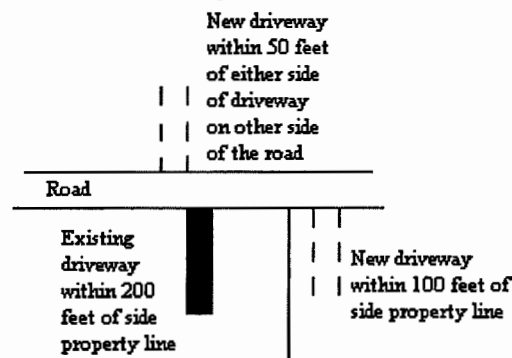 New driveway
within 50 feet
of either side
of driveway
on other side
of the road
Road
Existing
driveway
within 200
feet of side
property line
New driveway
within 100 feet of
side property line